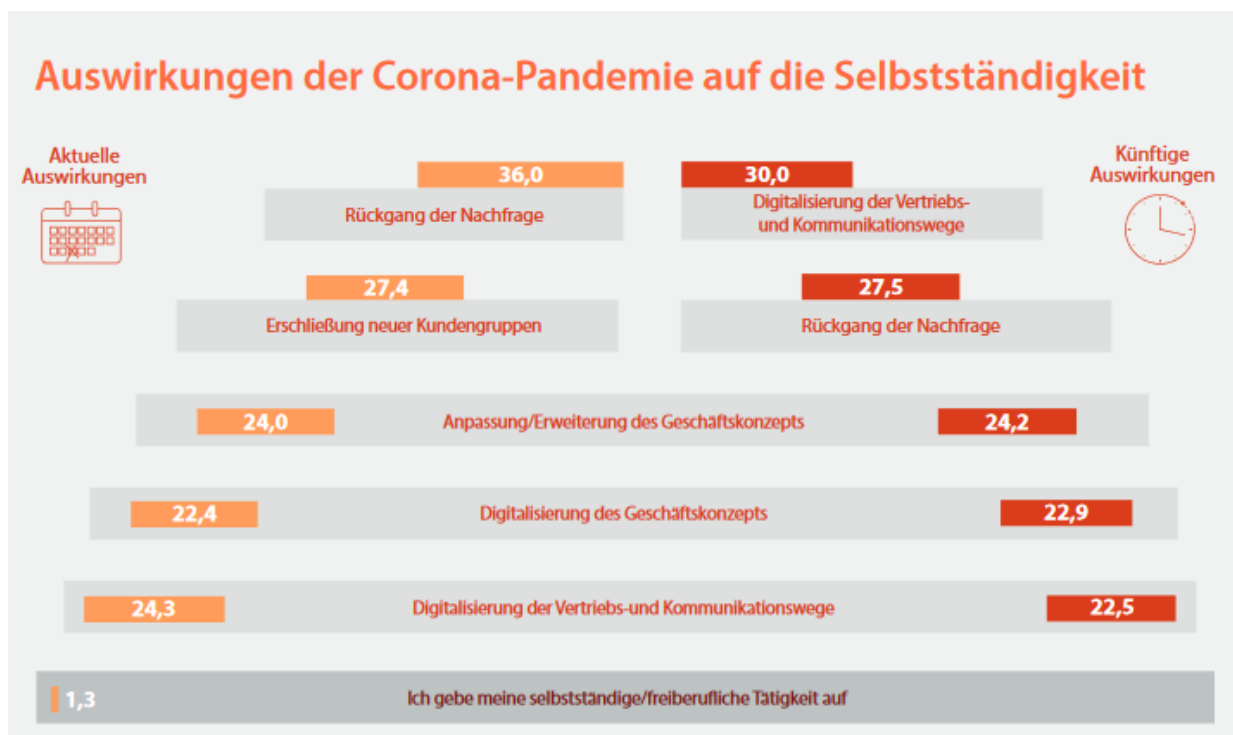 Auswirkungen der Corona-Pandemie auf die Selbstständigkeit
Aktuelle
Auswirkungen
Künftige
Auswirkungen
36,0
Rückgang der Nachfrage
30,0
Digitalisierung der Vertriebs-
und Kommunikationswege
27,4
Erschließung neuer Kundengruppen
27,5
Rückgang der Nachfrage
24,0
Anpassung/Erweiterung des Geschäftskonzepts
24,2
22,4
Digitalisierung des Geschäftskonzepts
22,9
24,3
Digitalisierung der Vertriebs-und Kommunikationswege
22,5
1,3
Ich gebe meine selbstständige/freiberufliche Tätigkeit auf